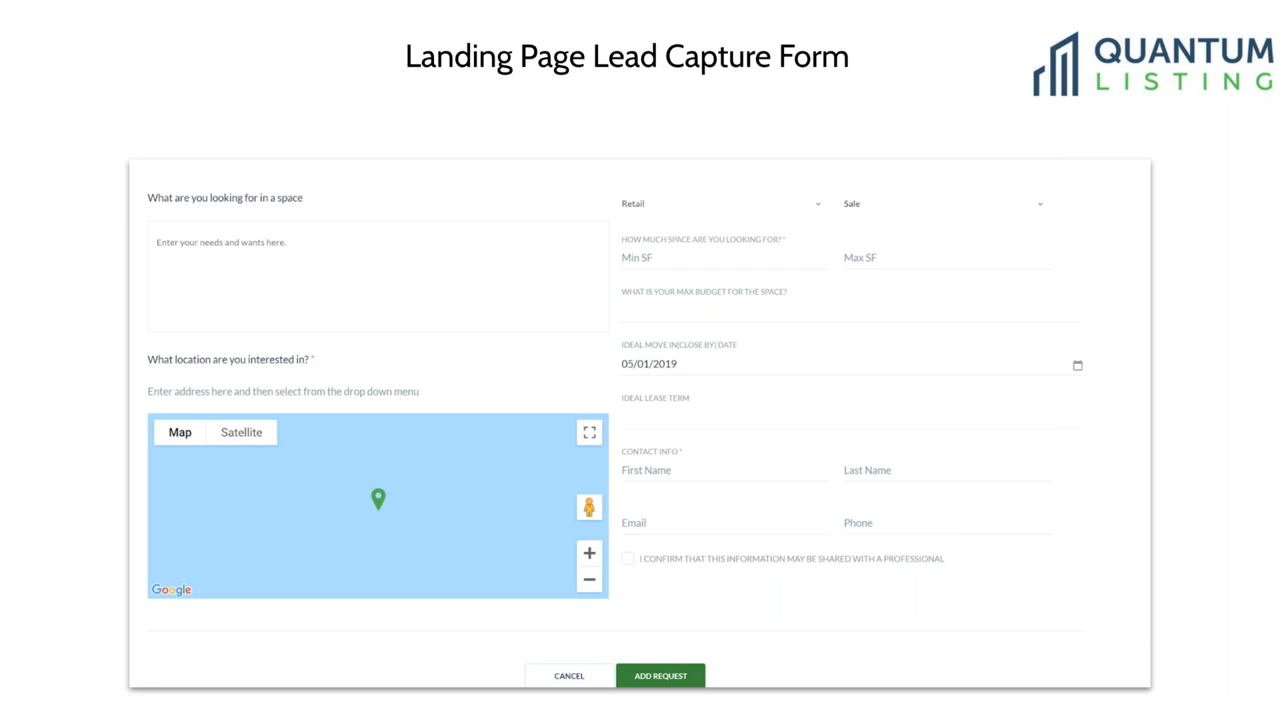 Landing Page Lead Capture Form
QUANTUM
LISTING
What are you looking for in a space
Enter your needs and wants here.
What location are you interested in? *
Enter address here and then select from the drop down menu
Map
Satellite
Google
Retail
Sale
HOW MUCH SPACE ARE YOU LOOKING FOR? *
Min SF
Max SF
WHAT IS YOUR MAX BUDGET FOR THE SPACE?
IDEAL MOVE IN|CLOSE BY| DATE
05/01/2019
IDEAL LEASE TERM
CONTACT INFO *
First Name
Last Name
Email
Phone
I CONFIRM THAT THIS INFORMATION MAY BE SHARED WITH A PROFESSIONAL
CANCEL
ADD REQUEST